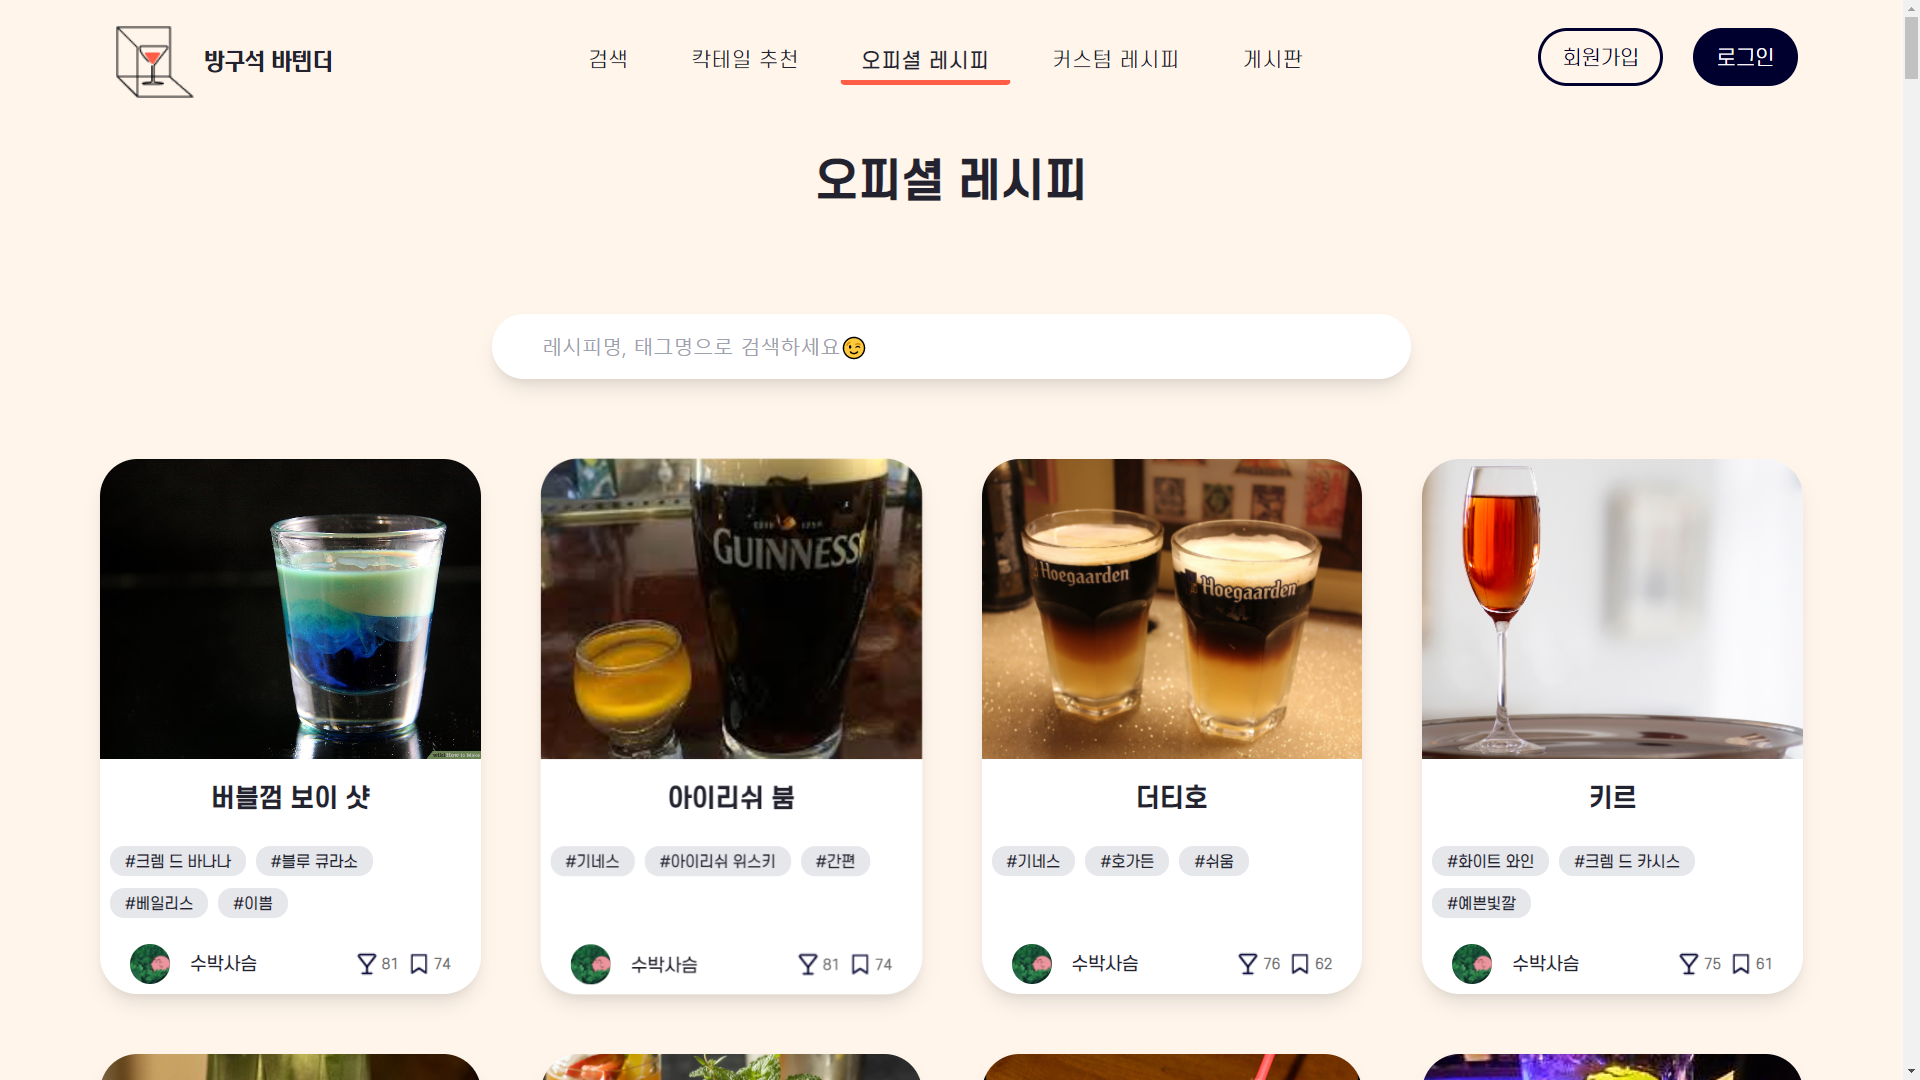 방구석 바텐더
검색
칵테일 추천
오피셜 레시피
커스텀 레시피
게시판
회원가입
로그인
오피셜 레시피
레시피명, 태그명으로 검색하세요😉
GUINNESS
Hoegaarden
Hoegaarden
버블껌 보이 샷
#크렘 드 바나나 #블루 큐라소
#베일리스 #이쁨
수박사슴 81 74
아이리쉬 붐
#기네스 #아이리쉬 위스키 #간편
수박사슴 81 74
더티호
#기네스 #호가든 #쉬움
수박사슴 76 62
키르
#화이트 와인 #크렘 드 카시스
#예쁜빛깔
수박사슴 75 61